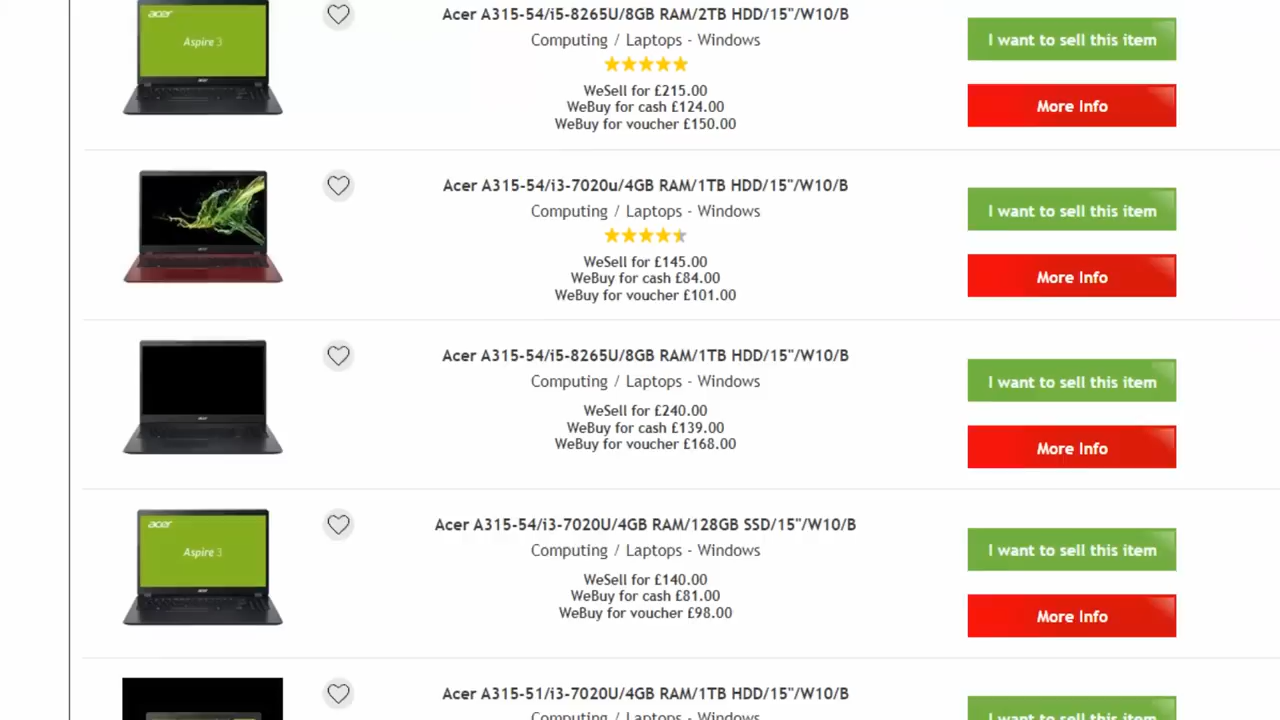 acer
Aspire 3
Acer A315-54/i5-8265U/8GB RAM/2TB HDD/15"/W10/B
Computing / Laptops - Windows
WeSell for £215.00
WeBuy for cash £124.00
WeBuy for voucher £150.00
I want to sell this item
More Info
Acer A315-54/i3-7020u/4GB RAM/1TB HDD/15"/W10/B
Computing / Laptops - Windows
WeSell for £145.00
WeBuy for cash £84.00
WeBuy for voucher £101.00
I want to sell this item
More Info
Acer A315-54/i5-8265U/8GB RAM/1TB HDD/15"/W10/B
Computing / Laptops - Windows
WeSell for £240.00
WeBuy for cash £139.00
WeBuy for voucher £168.00
I want to sell this item
More Info
acer
Aspire 3
Acer A315-54/i3-7020U/4GB RAM/128GB SSD/15"/W10/B
Computing / Laptops - Windows
WeSell for £140.00
WeBuy for cash £81.00
WeBuy for voucher £98.00
I want to sell this item
More Info
Acer A315-51/i3-7020U/4GB RAM/1TB HDD/15"/W10/B
Computing / Laptops - Windows
I want to sell this item